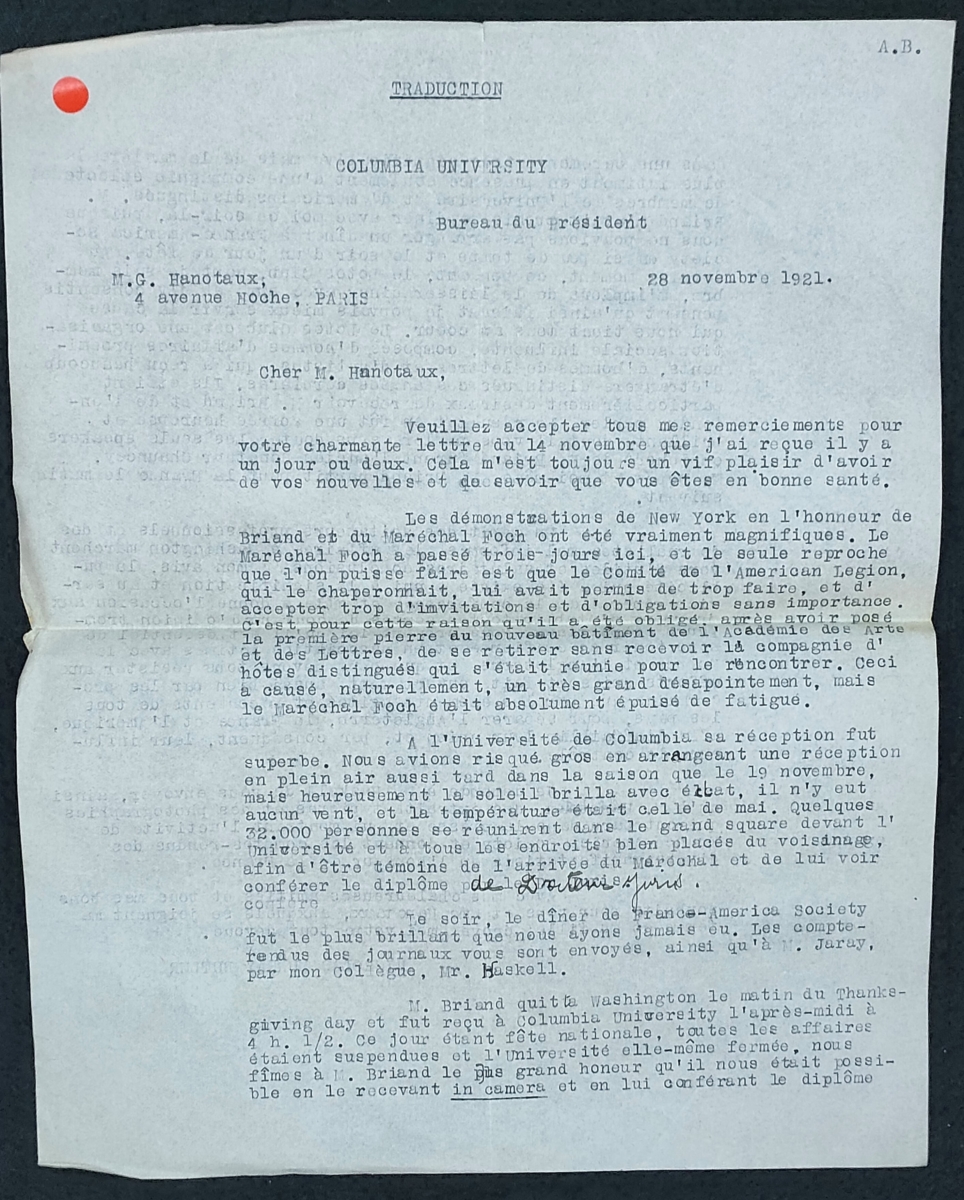 A.B.
TRADUCTION
COLUMBIA UNIVERSITY
Bureau du Président
M.G. Hanotaux,
28 novembre 1921.
4 avenue Hoche, PARIS
Cher M. Hanotaux,
Veuillez accepter tous mes remerciements pour
votre charmante lettre du 14 novembre que j'ai reçue il y a
un jour ou deux. Cela m'est toujours un vif plaisir d'avoir
de vos nouvelles et de savoir que vous êtes en bonne santé.
Les démonstrations de New York en l'honneur de
Briand et du Maréchal Foch ont été vraiment magnifiques. Le
Maréchal Foch a passé trois jours ici, et le seule reproche
que l'on puisse faire est que le Comité de l'American Legion,
qui le chaperonnait, lui avait permis de trop faire, et d'
accepter trop d'imvitations et d'obligations sans importance.
C'est pour cette raison qu'il a été obligé, après avoir posé
la première pierre du nouveau bâtiment de l'Académie des Arts
et des Lettres, de se retirer sans recevoir la compagnie d'
hôtes distingués qui s'était réunie pour le rencontrer. Ceci
a causé, naturellement, un très grand désapointement, mais
le Maréchal Foch était absolument épuisé de fatigue.
A l'Université de Columbia sa réception fut
superbe. Nous avions risqué gros en arrangeant une réception
en plein air aussi tard dans la saison que le 19 novembre,
mais heureusement la soleil brilla avec éclat, il n'y eut
aucun vent, et la température était celle de mai. Quelques
32.000 personnes se réunirent dans le grand square devant l'
Université et à tous les endroits bien placés du voisinage,
afin d'être témoins de l'arrivée du Maréchal et de lui voir
conférer le diplôme de Docteur Juris.
confére
Le soir, le dîner de France-America Society
fut le plus brillant que nous ayons jamais eu. Les compte-
rendus des journaux vous sont envoyés, ainsi qu'à M. Jaray,
par mon Collègue, Mr. Haskell.
M. Briand quitta Washington le matin du Thanks-
giving day et fut reçu à Columbia University l'après-midi à
4 h. 1/2. Ce jour étant fête nationale, toutes les affaires
étaient suspendues et l'Université elle-même fermée, nous
fîmes à M. Briand le plus grand honneur qu'il nous était possi-
ble en le recevant in camera et en lui conférant le diplôme